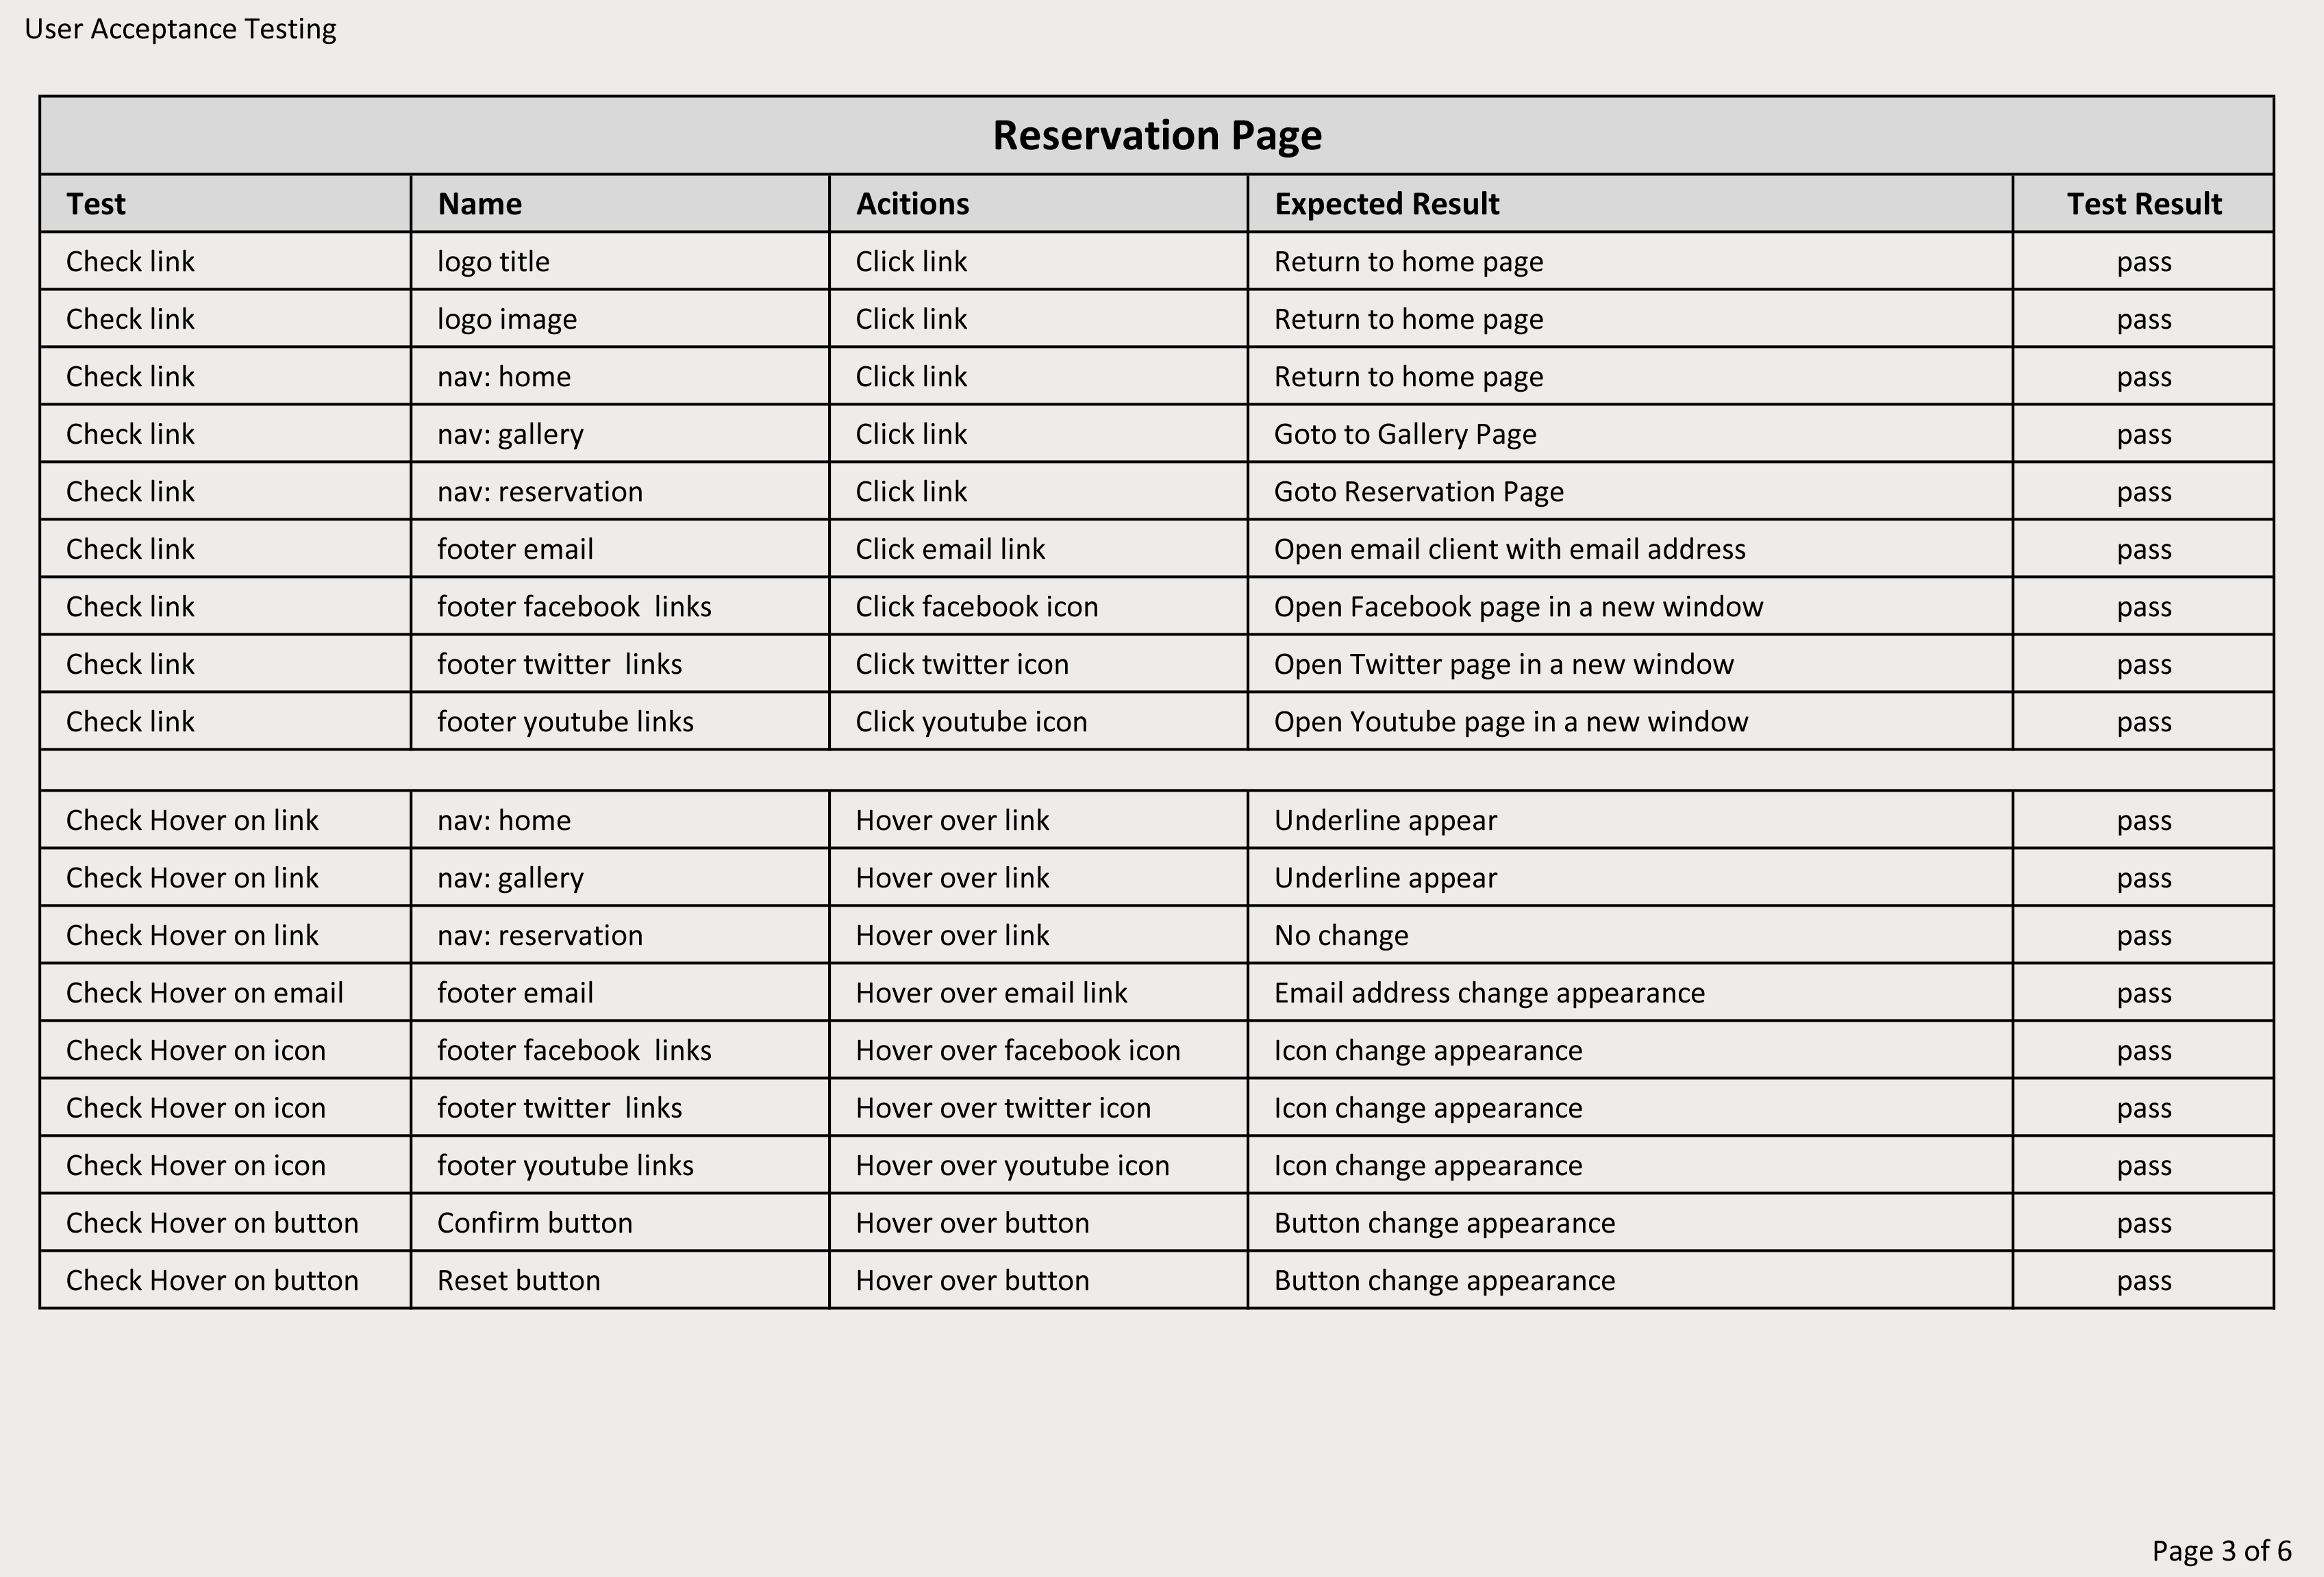 User Acceptance Testing
Reservation Page
Test Name Acitions Expected Result Test Result
Check link logo title Click link Return to home page pass
Check link logo image Click link Return to home page pass
Check link nav: home Click link Return to home page pass
Check link nav: gallery Click link Goto to Gallery Page pass
Check link nav: reservation Click link Goto Reservation Page pass
Check link footer email Click email link Open email client with email address pass
Check link footer facebook  links Click facebook icon Open Facebook page in a new window pass
Check link footer twitter  links Click twitter icon Open Twitter page in a new window pass
Check link footer youtube links Click youtube icon Open Youtube page in a new window pass
Check Hover on link nav: home Hover over link Underline appear pass
Check Hover on link nav: gallery Hover over link Underline appear pass
Check Hover on link nav: reservation Hover over link No change pass
Check Hover on email footer email Hover over email link Email address change appearance pass
Check Hover on icon footer facebook  links Hover over facebook icon Icon change appearance pass
Check Hover on icon footer twitter  links Hover over twitter icon Icon change appearance pass
Check Hover on icon footer youtube links Hover over youtube icon Icon change appearance pass
Check Hover on button Confirm button Hover over button Button change appearance pass
Check Hover on button Reset button Hover over button Button change appearance pass
Page 3 of 6